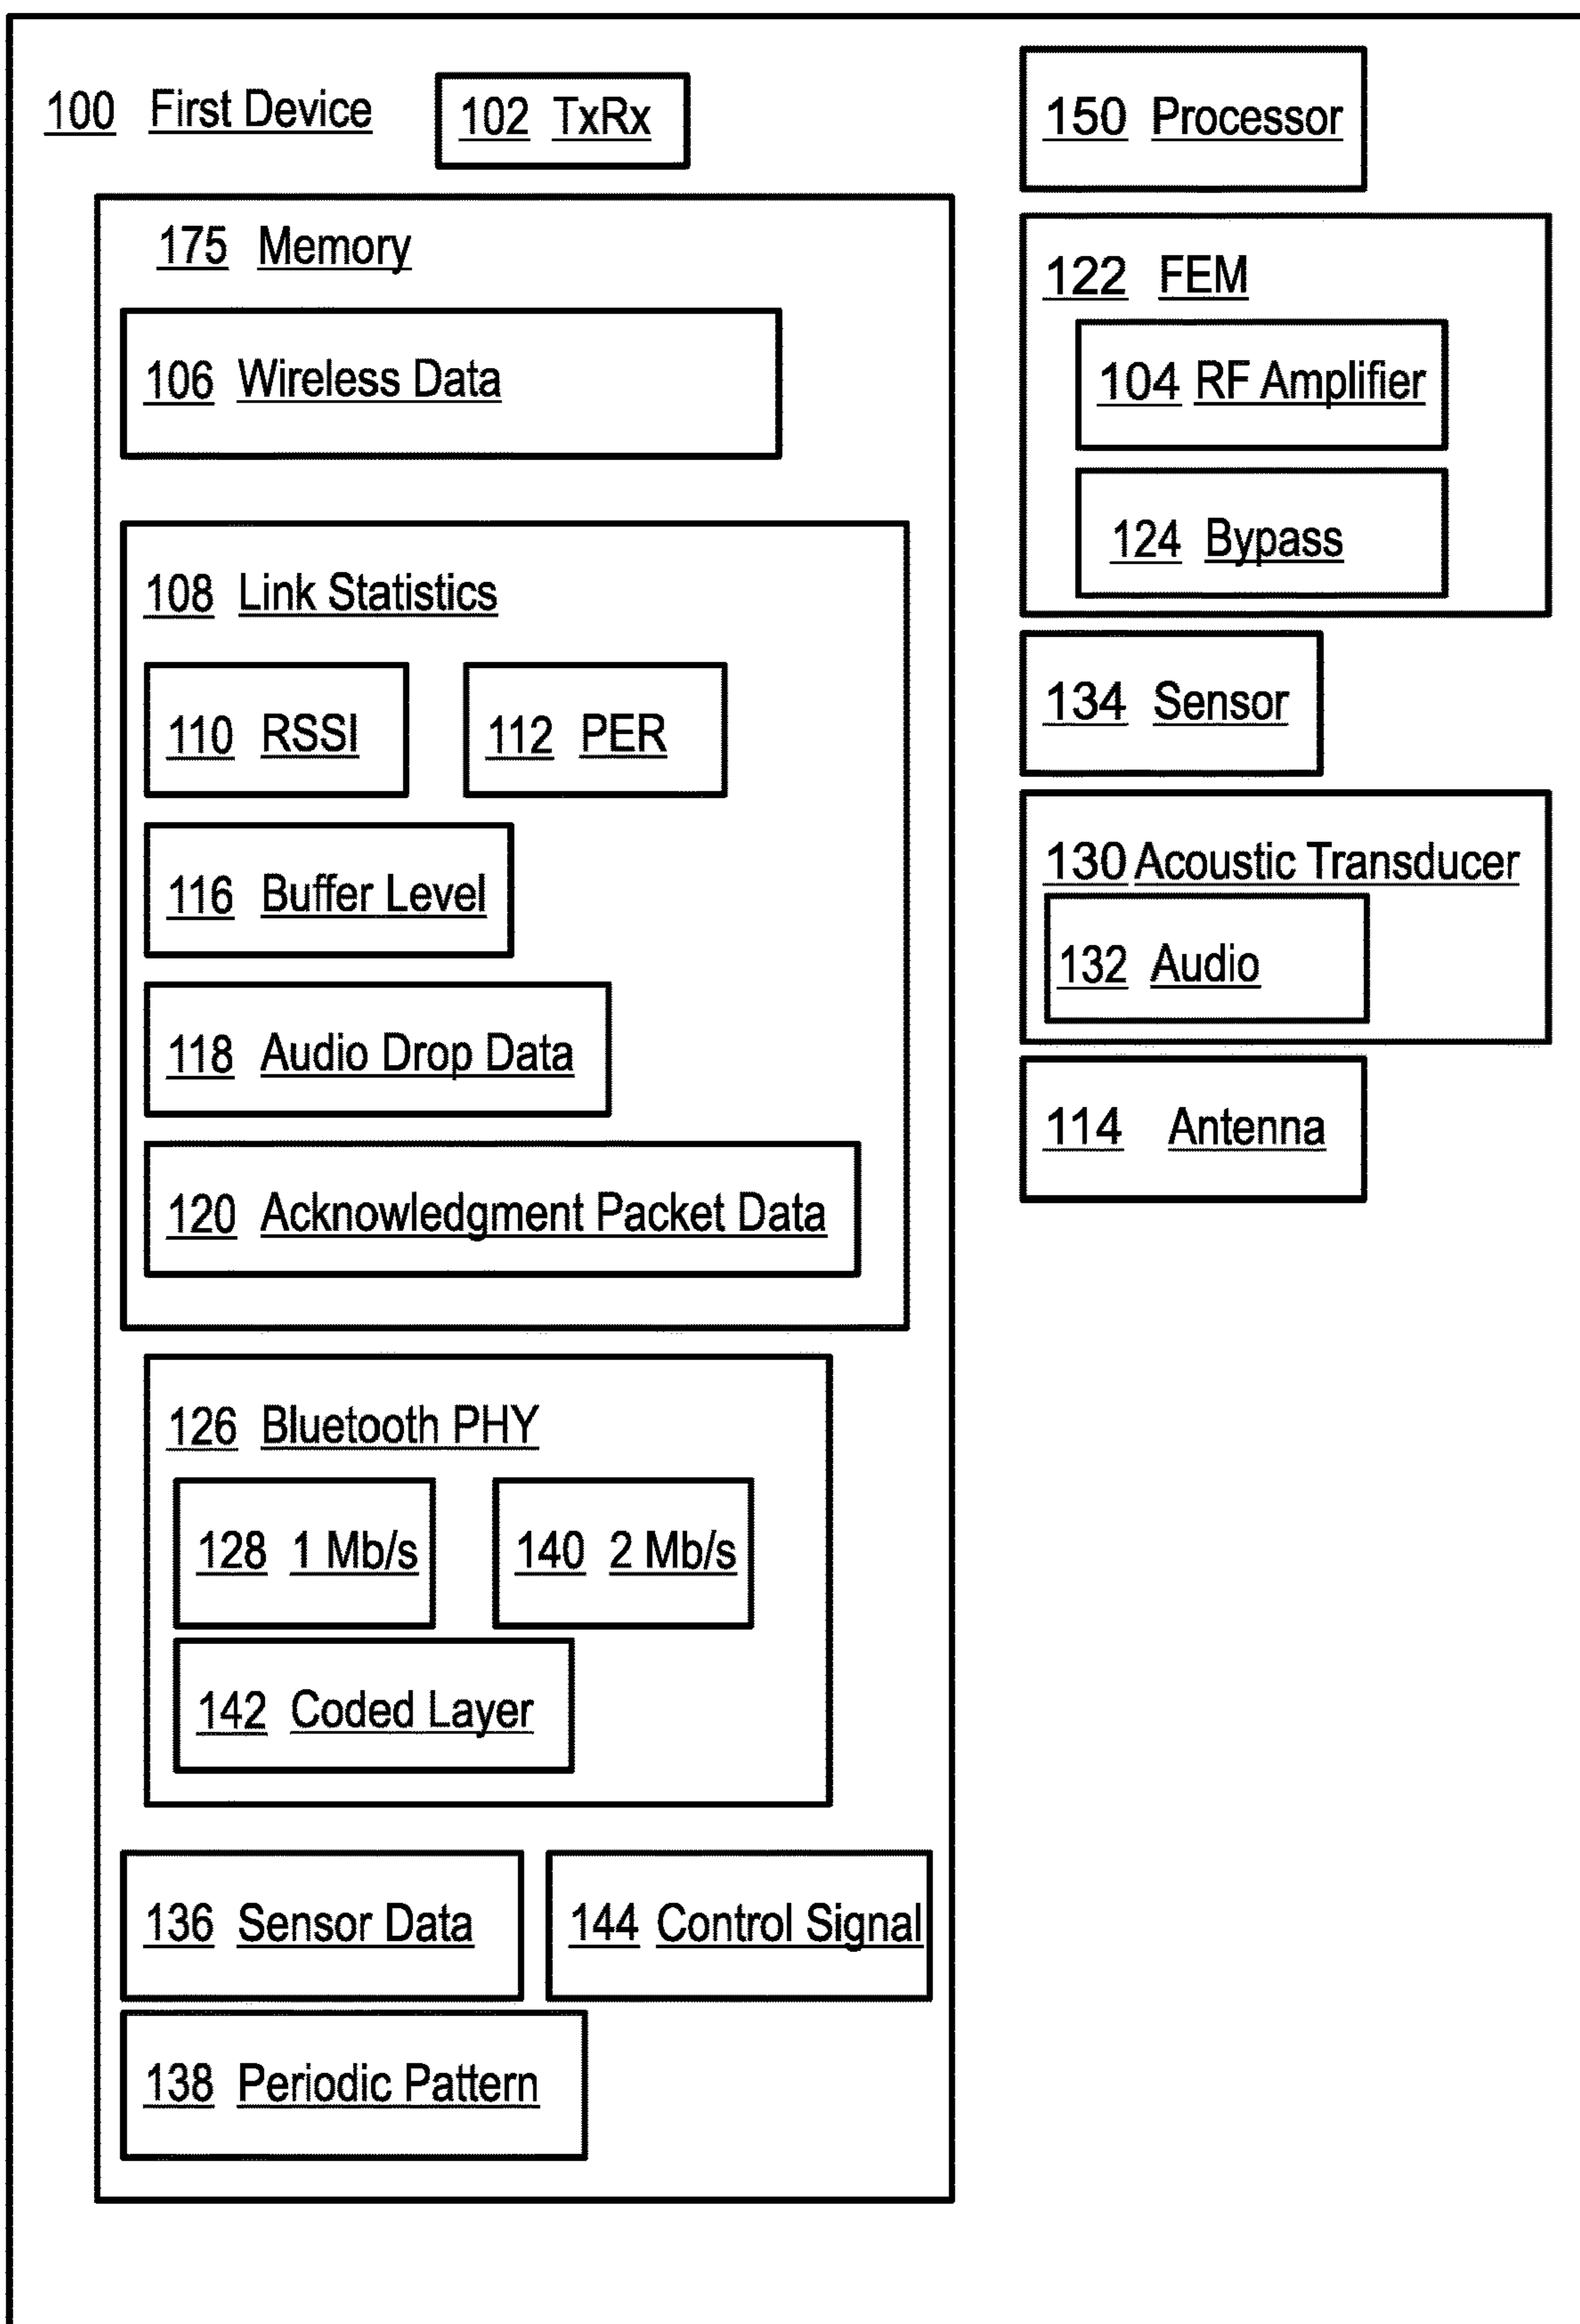 100 First Device
102 TxRx
175 Memory
106 Wireless Data
108 Link Statistics
110 RSSI
112 PER
116 Buffer Level
118 Audio Drop Data
120 Acknowledgment Packet Data
126 Bluetooth PHY
128 1 Mb/s
140 2 Mb/s
142 Coded Layer
136 Sensor Data
144 Control Signal
138 Periodic Pattern
150 Processor
122 FEM
104 RF Amplifier
124 Bypass
134 Sensor
130 Acoustic Transducer
132 Audio
114 Antenna